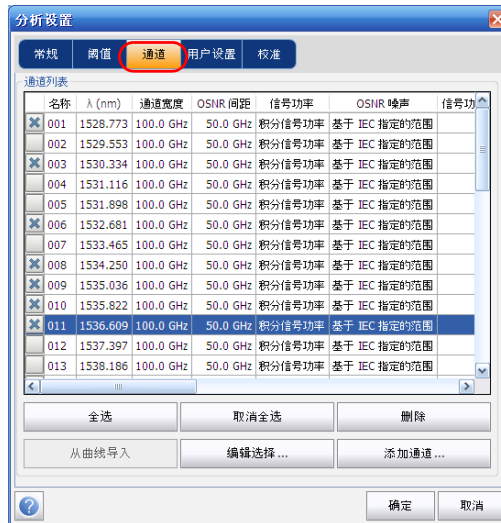 分析设置
常规 阈值 通道 用户设置 校准
通道列表
名称 λ (nm) 通道宽度 OSNR 间距 信号功率 OSNR 噪声 信号功
001 1528.773 100.0 GHz 50.0 GHz 积分信号功率 基于 IEC 指定的范围
002 1529.553 100.0 GHz 50.0 GHz 积分信号功率 基于 IEC 指定的范围
003 1530.334 100.0 GHz 50.0 GHz 积分信号功率 基于 IEC 指定的范围
004 1531.116 100.0 GHz 50.0 GHz 积分信号功率 基于 IEC 指定的范围
005 1531.898 100.0 GHz 50.0 GHz 积分信号功率 基于 IEC 指定的范围
006 1532.681 100.0 GHz 50.0 GHz 积分信号功率 基于 IEC 指定的范围
007 1533.465 100.0 GHz 50.0 GHz 积分信号功率 基于 IEC 指定的范围
008 1534.250 100.0 GHz 50.0 GHz 积分信号功率 基于 IEC 指定的范围
009 1535.036 100.0 GHz 50.0 GHz 积分信号功率 基于 IEC 指定的范围
010 1535.822 100.0 GHz 50.0 GHz 积分信号功率 基于 IEC 指定的范围
011 1536.609 100.0 GHz 50.0 GHz 积分信号功率 基于 IEC 指定的范围
012 1537.397 100.0 GHz 50.0 GHz 积分信号功率 基于 IEC 指定的范围
013 1538.186 100.0 GHz 50.0 GHz 积分信号功率 基于 IEC 指定的范围
全选 取消全选 删除
从曲线导入 编辑选择... 添加通道...
? 确定 取消